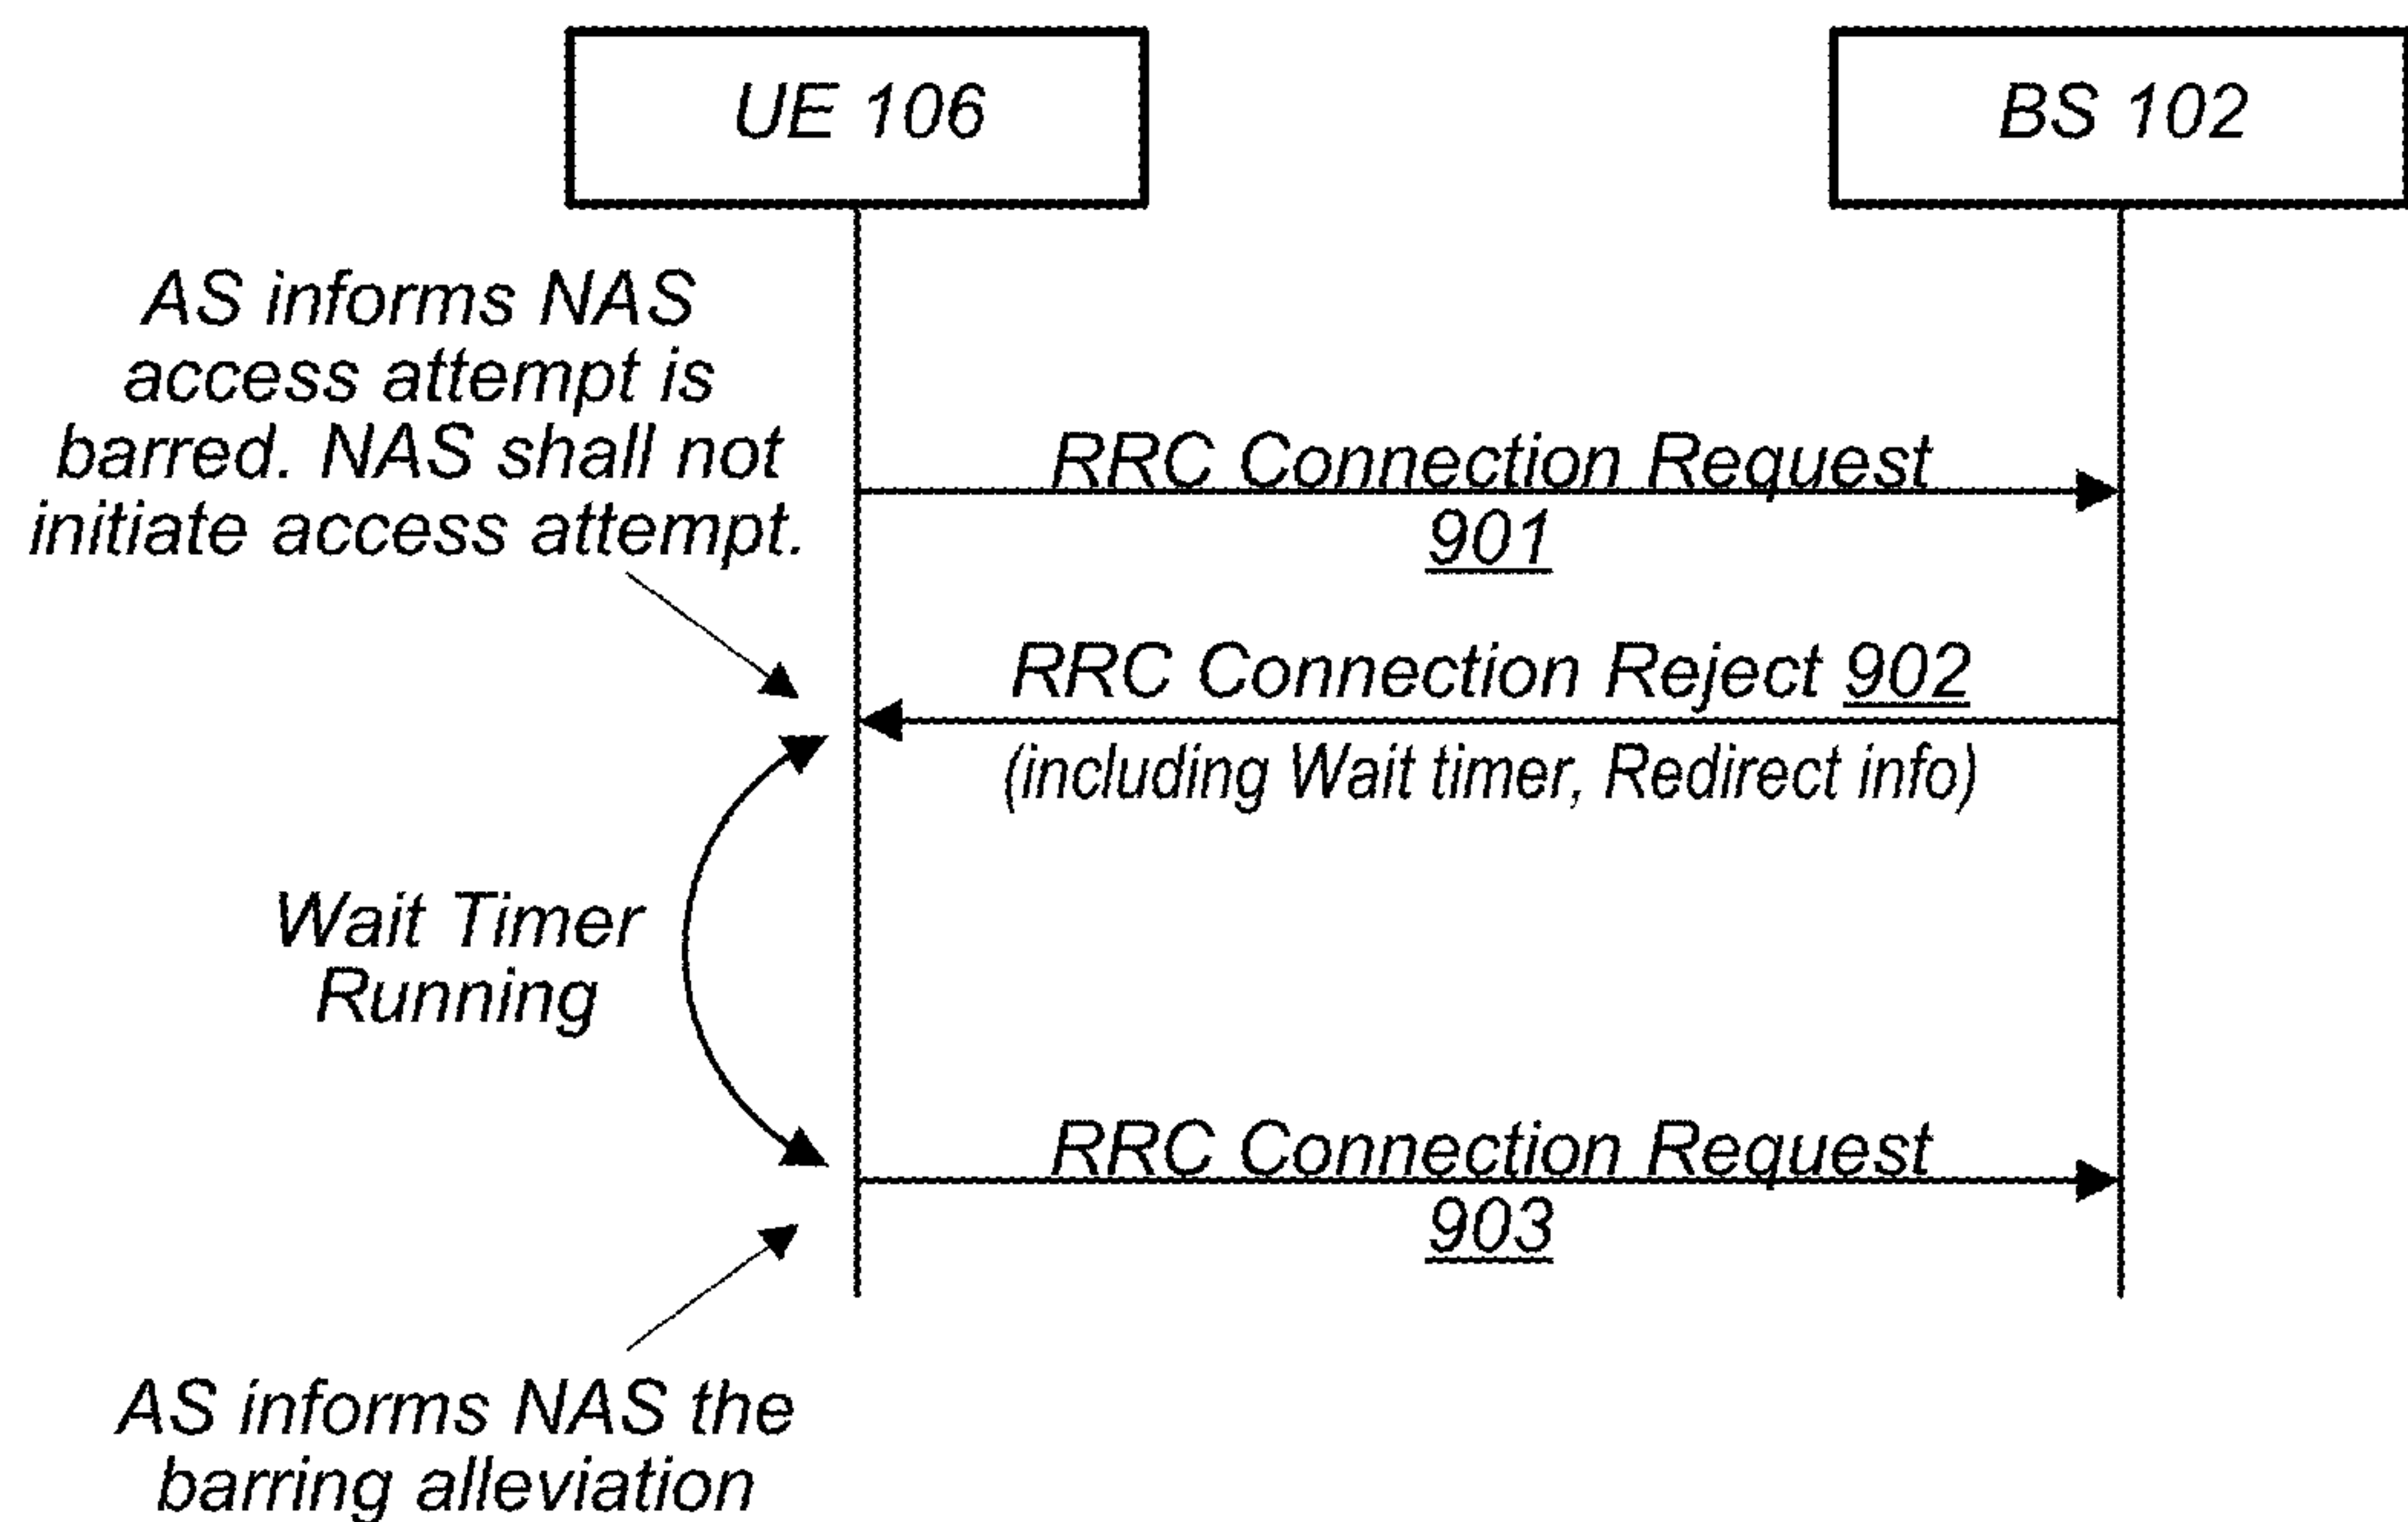 UE 106
BS 102
AS informs NAS
access attempt is
barred. NAS shall not
initiate access attempt.
RRC Connection Request
901
RRC Connection Reject 902
(including Wait timer, Redirect info)
Wait Timer
Running
RRC Connection Request
903
AS informs NAS the
barring alleviation